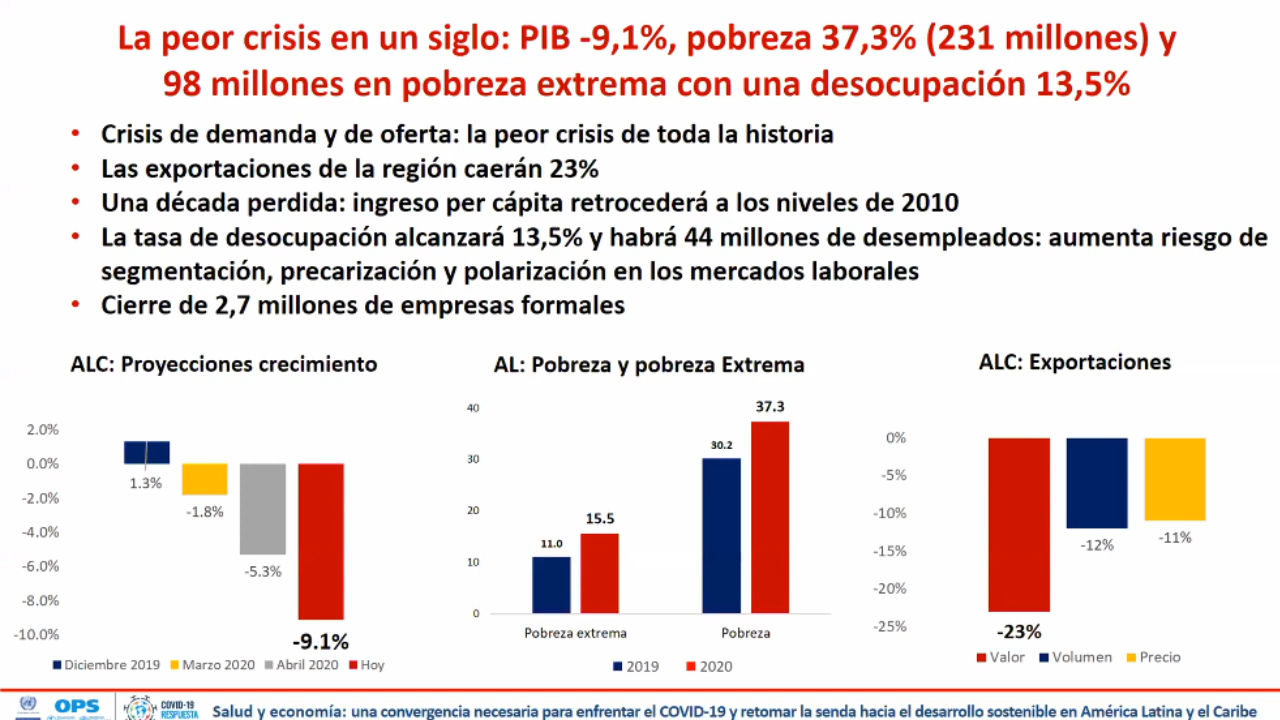 La peor crisis en un siglo: PIB -9,1%, pobreza 37,3% (231 millones) y
98 millones en pobreza extrema con una desocupación 13,5%
• Crisis de demanda y de oferta: la peor crisis de toda la historia
• Las exportaciones de la región caerán 23%
• Una década perdida: ingreso per cápita retrocederá a los niveles de 2010
• La tasa de desocupación alcanzará 13,5% y habrá 44 millones de desempleados: aumenta riesgo de
segmentación, precarización y polarización en los mercados laborales
• Cierre de 2,7 millones de empresas formales
ALC: Proyecciones crecimiento
2.0%
0.0%
-2.0%
-4.0%
-6.0%
-8.0%
-10.0%
1.3%
-1.8%
-5.3%
-9.1%
Diciembre 2019 Marzo 2020 Abril 2020 Hoy
AL: Pobreza y pobreza Extrema
40
30
20
10
0
11.0
15.5
30.2
37.3
Pobreza extrema Pobreza
2019 2020
ALC: Exportaciones
0%
-5%
-10%
-15%
-20%
-25%
-23%
-12%
-11%
Valor Volumen Precio
OPS
COVID-19
RESPUESTA
Salud y economía: una convergencia necesaria para enfrentar el COVID-19 y retomar la senda hacia el desarrollo sostenible en América Latina y el Caribe